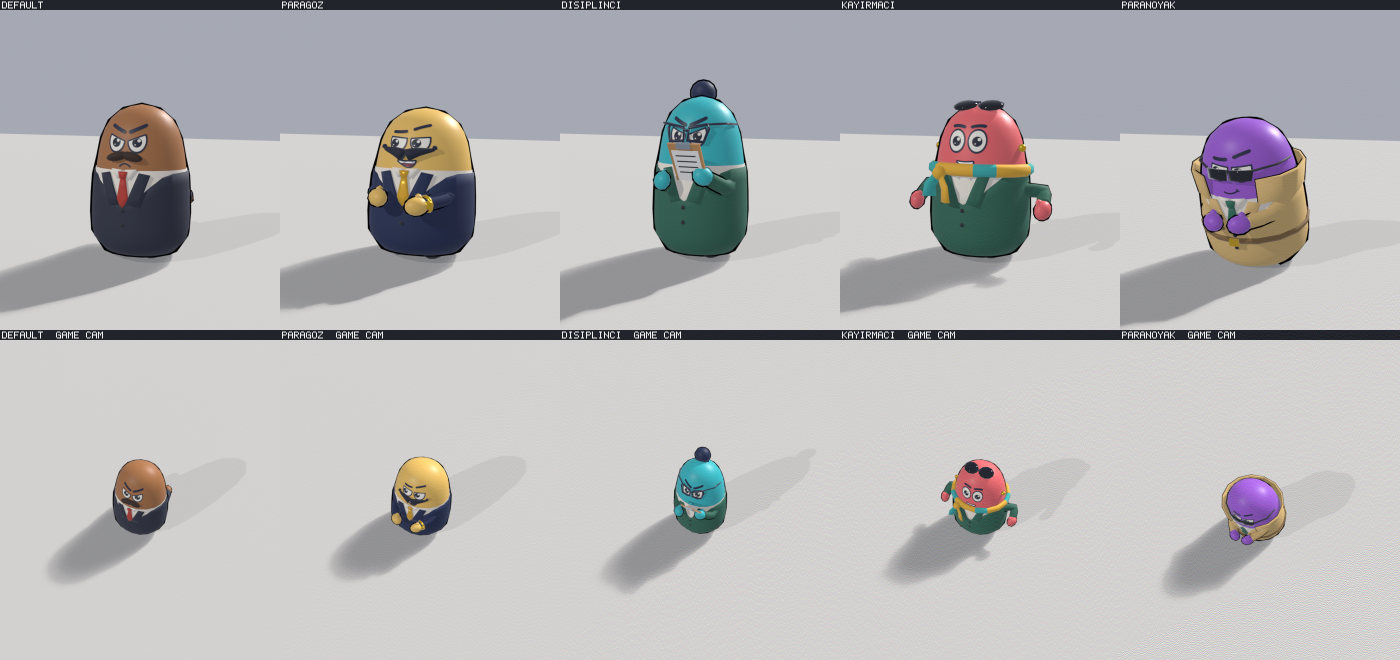 DEFAULT
PARAGOZ
DISIPLINCI
KAYIRMACI
PARANOYAK
DEFAULT GAME CAM
PARAGOZ GAME CAM
DISIPLINCI GAME CAM
KAYIRMACI GAME CAM
PARANOYAK GAME CAM